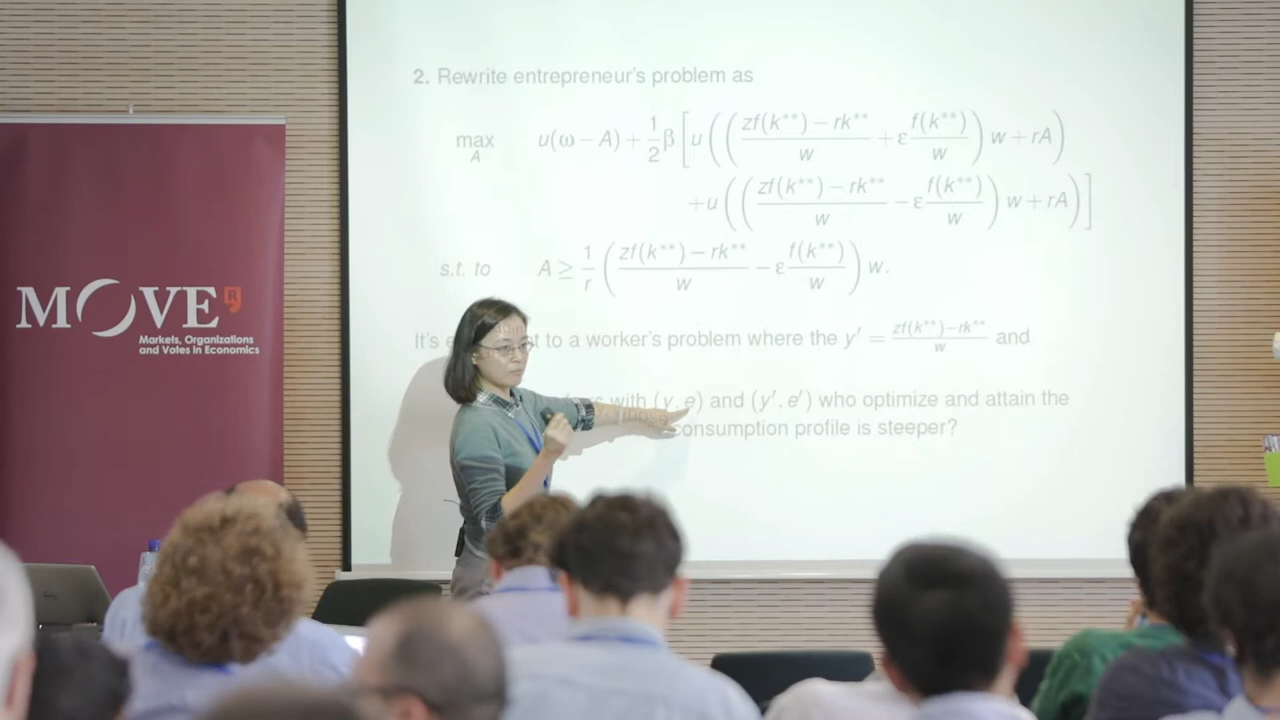 MOVE R
Markets, Organizations
and Votes in Economics
2. Rewrite entrepreneur's problem as
max_A u(ω − A) + 1/2 β [ u ( ( (zf(k**) − rk**)/w + ε f(k**)/w ) w + rA )
+u ( ( (zf(k**) − rk**)/w − ε f(k**)/w ) w + rA ) ]
s.t. to A ≥ 1/r ( (zf(k**) − rk**)/w − ε f(k**)/w ) w.
It's to a worker's problem where the y′ = (zf(k**)−rk**)/w and
with (y, e) and (y′, e′) who optimize and attain the
profile is steeper?